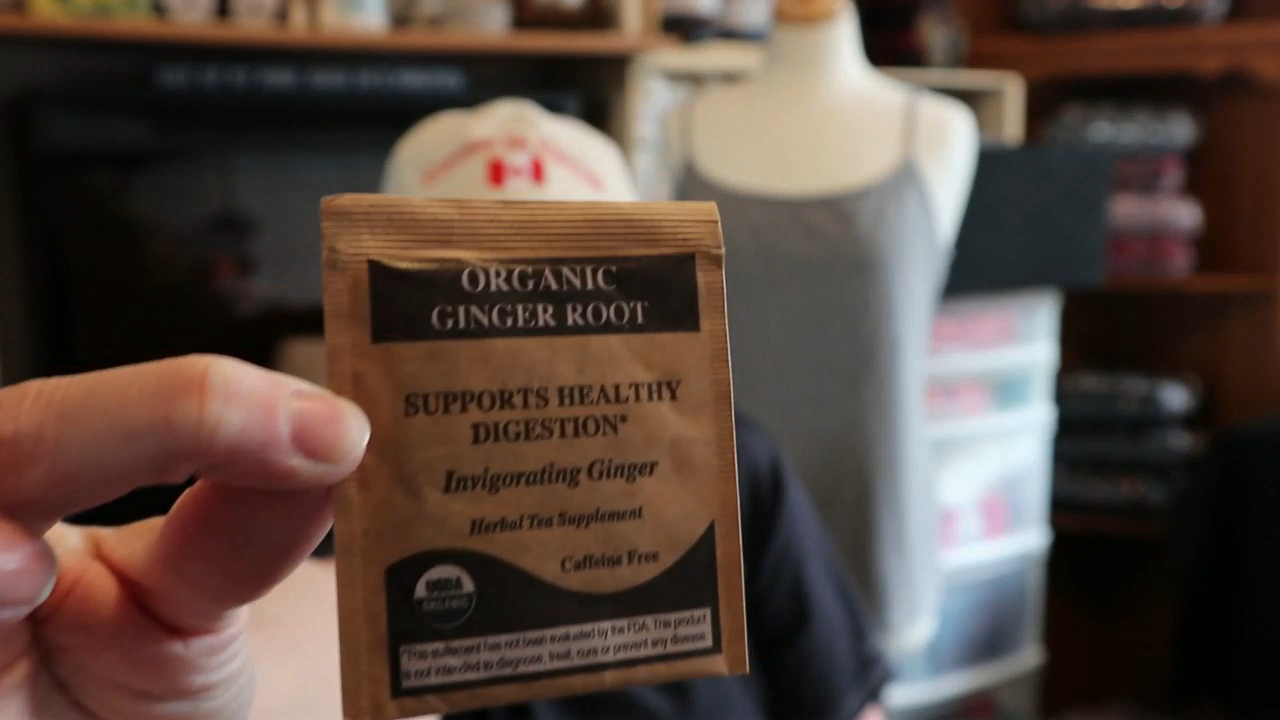 ORGANIC
GINGER ROOT
SUPPORTS HEALTHY
DIGESTION*
Invigorating Ginger
Herbal Tea Supplement
Caffeine Free
USDA
ORGANIC
*This statement has not been evaluated by the FDA. This product
is not intended to diagnose, treat, cure or prevent any disease.